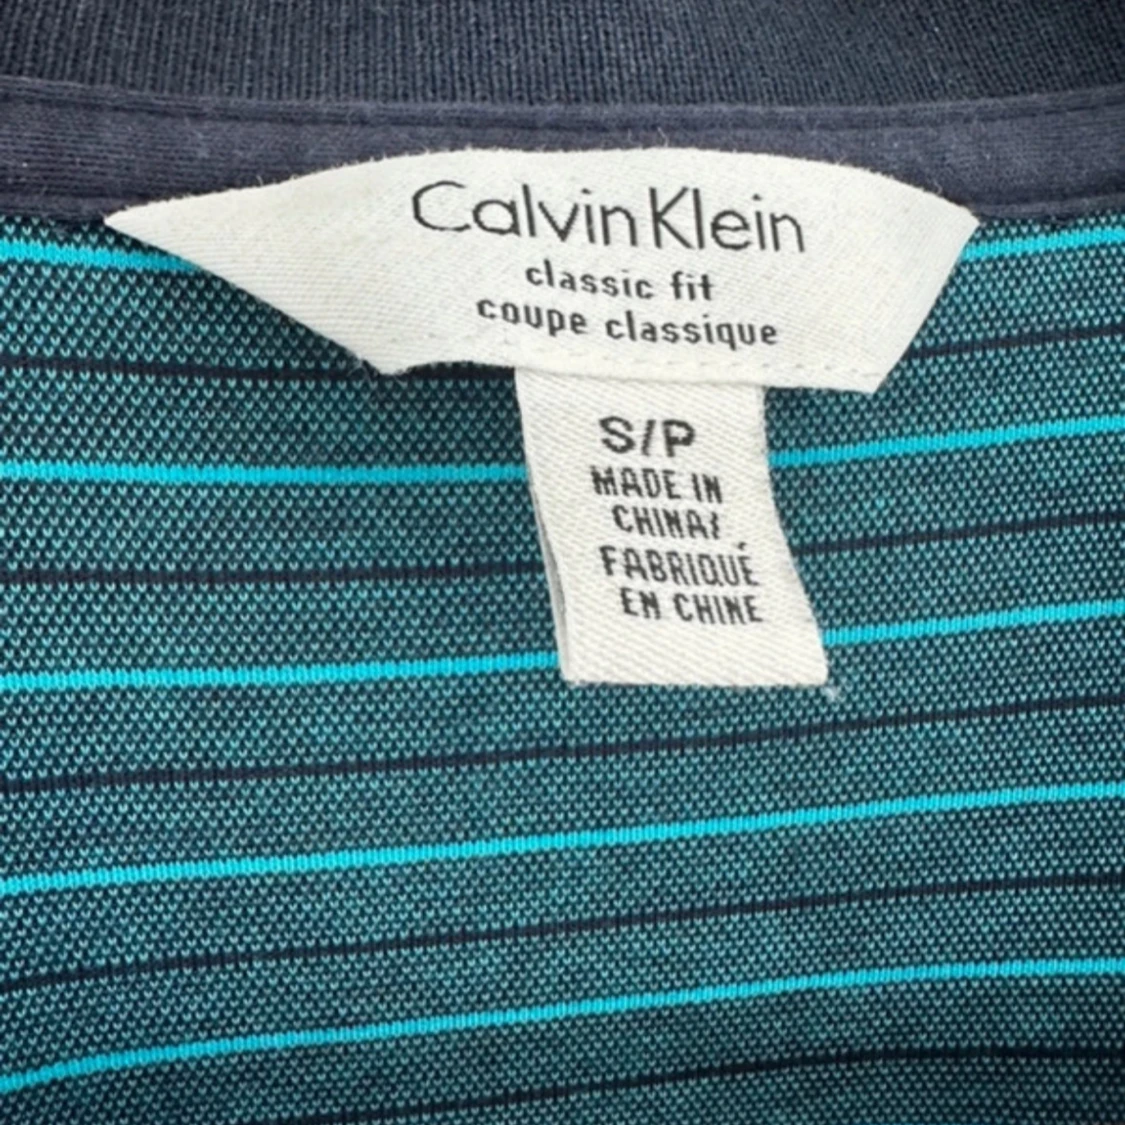 Calvin Klein
classic fit
coupe classique
S/P
MADE IN
CHINA/
FABRIQUÉ
EN CHINE